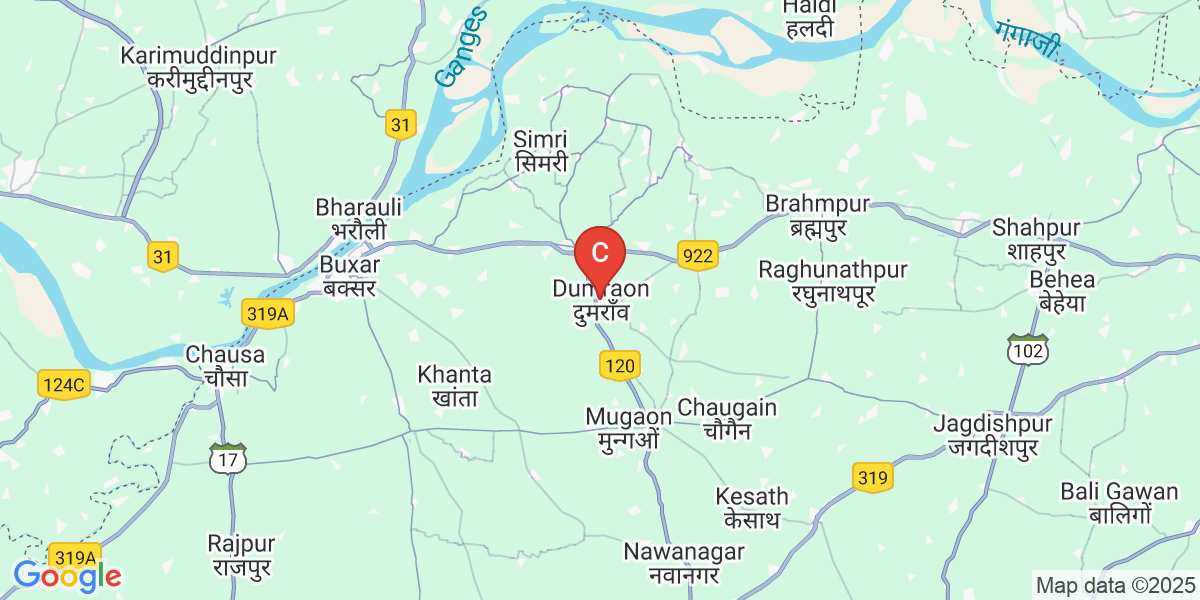 Haldi
हलदी
Ganges
गंगाजी
Karimuddinpur
करीमुद्दीनपुर
31
Simri
सिमरी
Bharauli
भरौली
Brahmpur
ब्रह्मपुर
Shahpur
शाहपुर
31
C
922
Buxar
बक्सर
Dumraon
दुमराँव
Raghunathpur
रघुनाथपूर
Behea
बेहेया
319A
Chausa
चौसा
102
120
124C
Khanta
खांता
Mugaon
मुन्गओं
Chaugain
चौगैन
Jagdishpur
जगदीशपुर
17
319
Kesath
केसाथ
Bali Gawan
बालिगों
Rajpur
राजपुर
319A
Nawanagar
नवानगर
Google
Map data ©2025